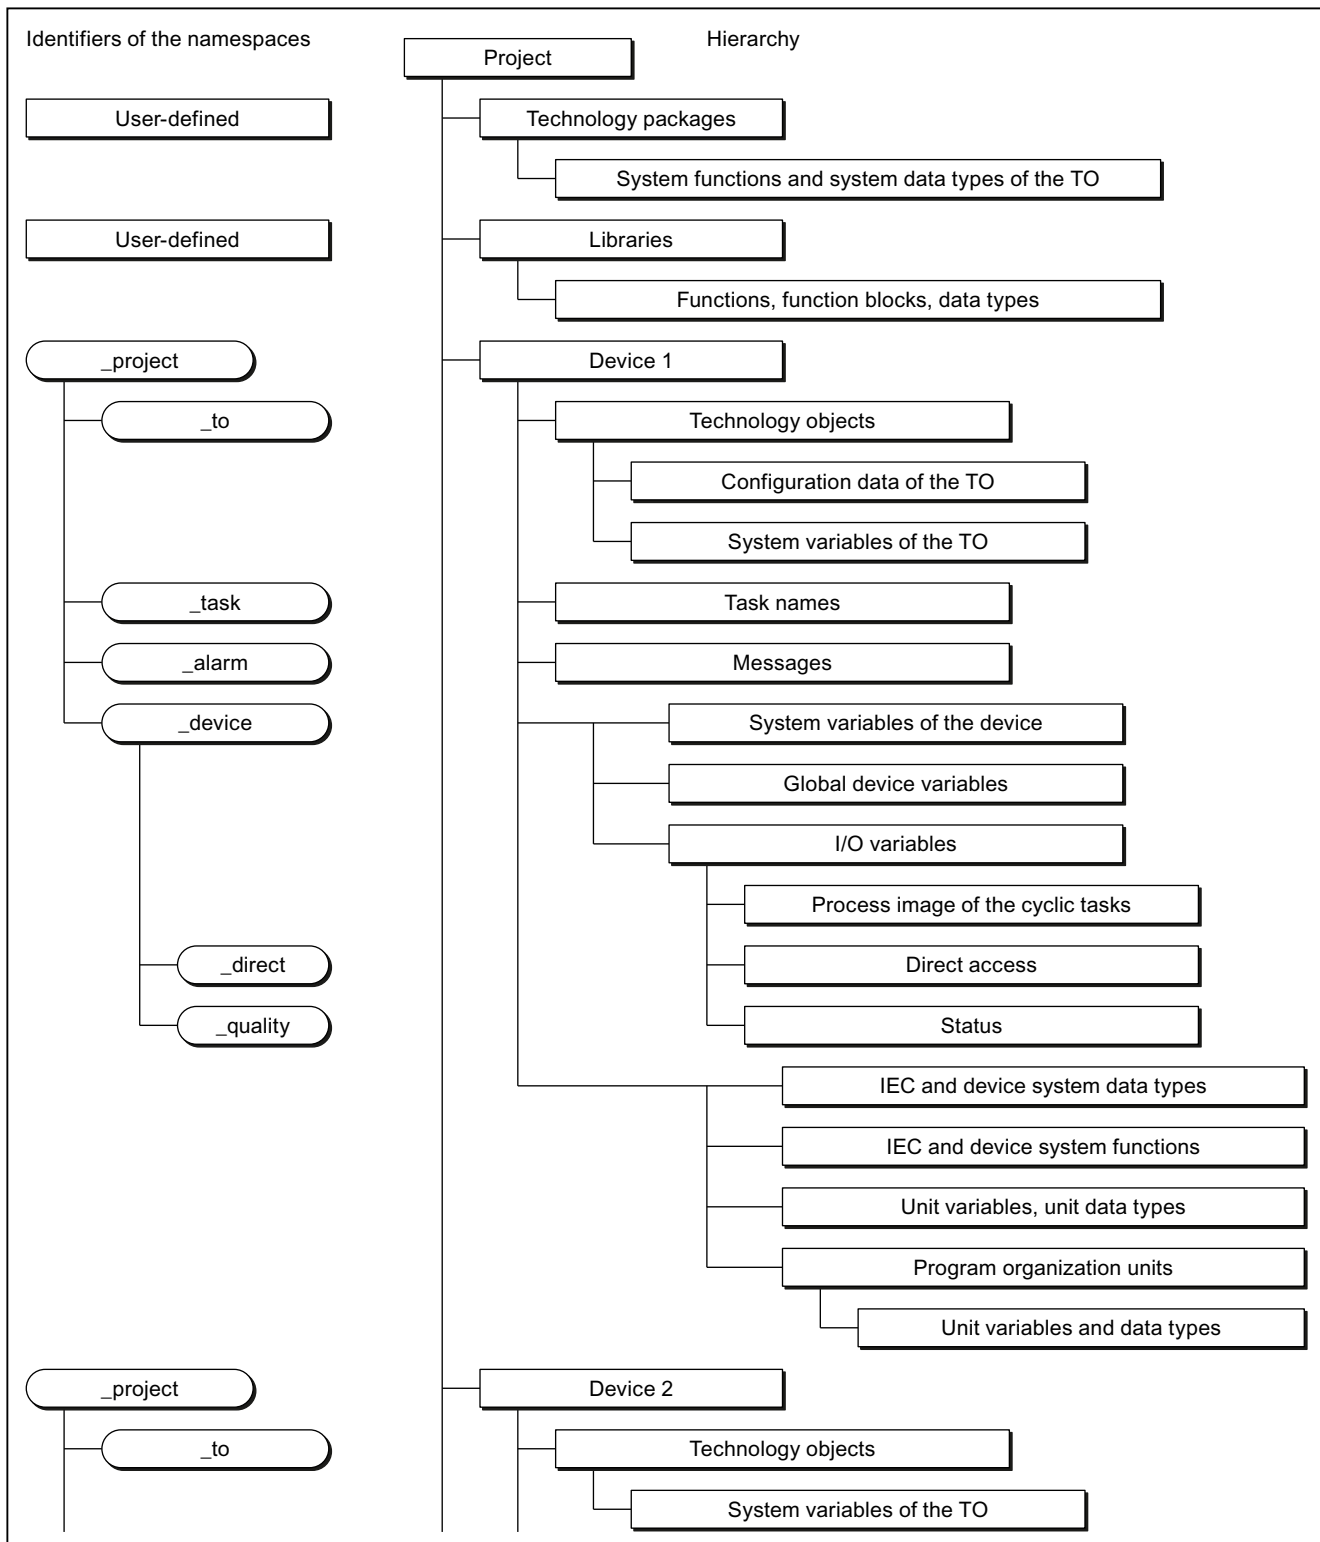 Identifiers of the namespaces
Hierarchy
Project
User-defined
Technology packages
System functions and system data types of the TO
User-defined
Libraries
Functions, function blocks, data types
_project
Device 1
_to
Technology objects
Configuration data of the TO
System variables of the TO
_task
Task names
_alarm
Messages
_device
System variables of the device
Global device variables
I/O variables
Process image of the cyclic tasks
_direct
Direct access
_quality
Status
IEC and device system data types
IEC and device system functions
Unit variables, unit data types
Program organization units
Unit variables and data types
_project
Device 2
_to
Technology objects
System variables of the TO